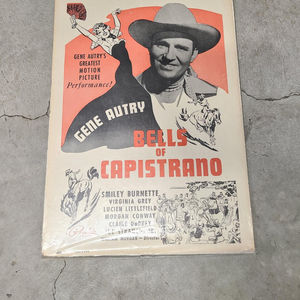 GENE AUTRY'S
GREATEST
MOTION
PICTURE
Performance!
GENE AUTRY
BELLS
OF
CAPISTRANO
SMILEY BURNETTE
VIRGINIA GREY
LUCIEN LITTLEFIELD
MORGAN CONWAY